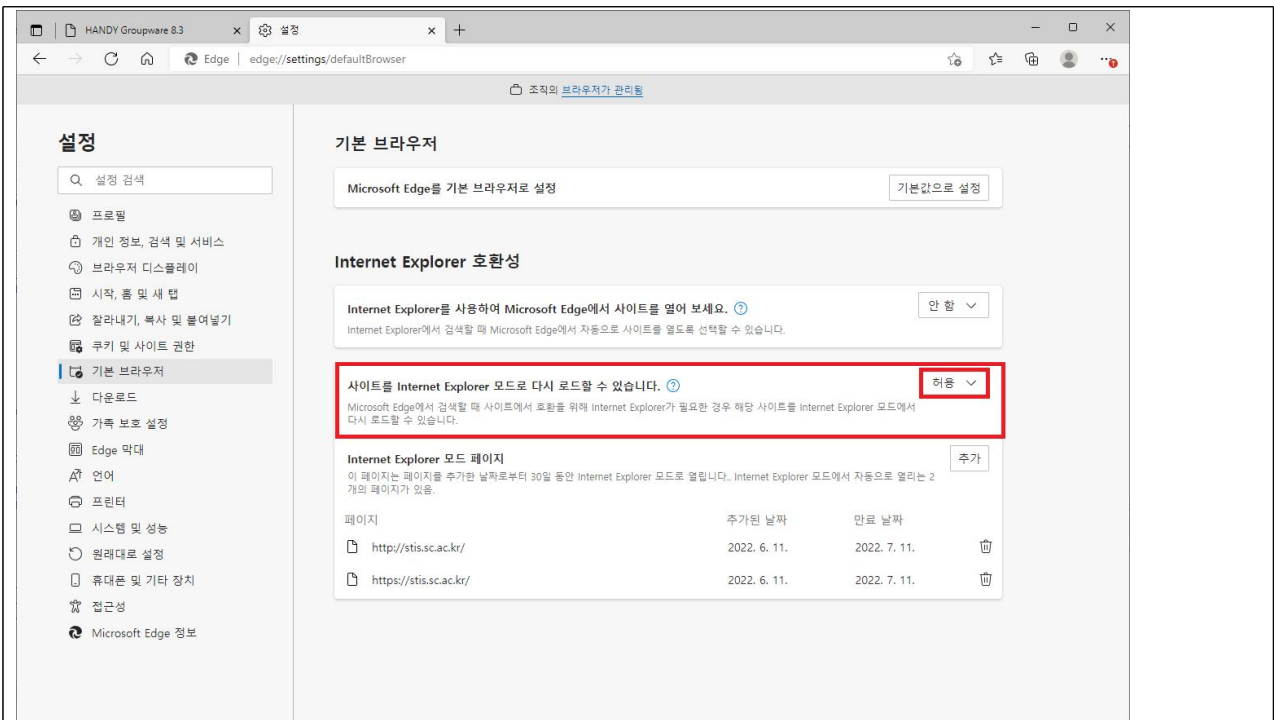 HANDY Groupware 8.3
설정
Edge | edge://settings/defaultBrowser
조직의 브라우저가 관리됨
설정
설정 검색
프로필
개인 정보, 검색 및 서비스
브라우저 디스플레이
시작, 홈 및 새 탭
잘라내기, 복사 및 붙여넣기
쿠키 및 사이트 권한
기본 브라우저
다운로드
가족 보호 설정
Edge 막대
언어
프린터
시스템 및 성능
원래대로 설정
휴대폰 및 기타 장치
접근성
Microsoft Edge 정보
기본 브라우저
Microsoft Edge를 기본 브라우저로 설정
기본값으로 설정
Internet Explorer 호환성
Internet Explorer를 사용하여 Microsoft Edge에서 사이트를 열어 보세요.
안 함
Internet Explorer에서 검색할 때 Microsoft Edge에서 자동으로 사이트를 열도록 선택할 수 있습니다.
사이트를 Internet Explorer 모드로 다시 로드할 수 있습니다.
허용
Microsoft Edge에서 검색할 때 사이트에서 호환을 위해 Internet Explorer가 필요한 경우 해당 사이트를 Internet Explorer 모드에서
다시 로드할 수 있습니다.
Internet Explorer 모드 페이지
추가
이 페이지는 페이지를 추가한 날짜로부터 30일 동안 Internet Explorer 모드로 열립니다.. Internet Explorer 모드에서 자동으로 열리는 2
개의 페이지가 있음.
페이지 추가된 날짜 만료 날짜
http://stis.sc.ac.kr/ 2022. 6. 11. 2022. 7. 11.
https://stis.sc.ac.kr/ 2022. 6. 11. 2022. 7. 11.